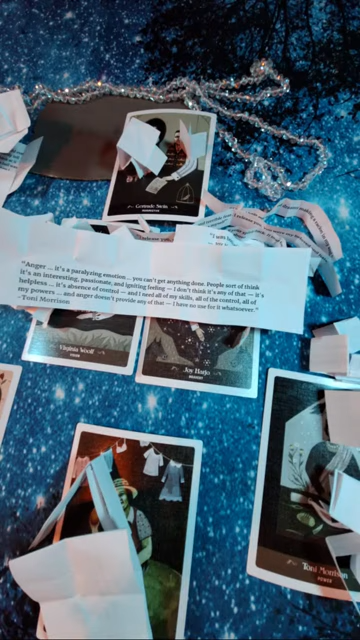 Gertrude Stein
"Anger ... it's a paralyzing emotion ... you can't get anything done. People sort of think
it's an interesting, passionate, and igniting feeling — I don't think it's any of that — it's
helpless ... it's absence of control — and I need all of my skills, all of the control, all of
my powers ... and anger doesn't provide any of that — I have no use for it whatsoever."
-Toni Morrison
Virginia Woolf
Joy Harjo
Toni Morrison
POWER